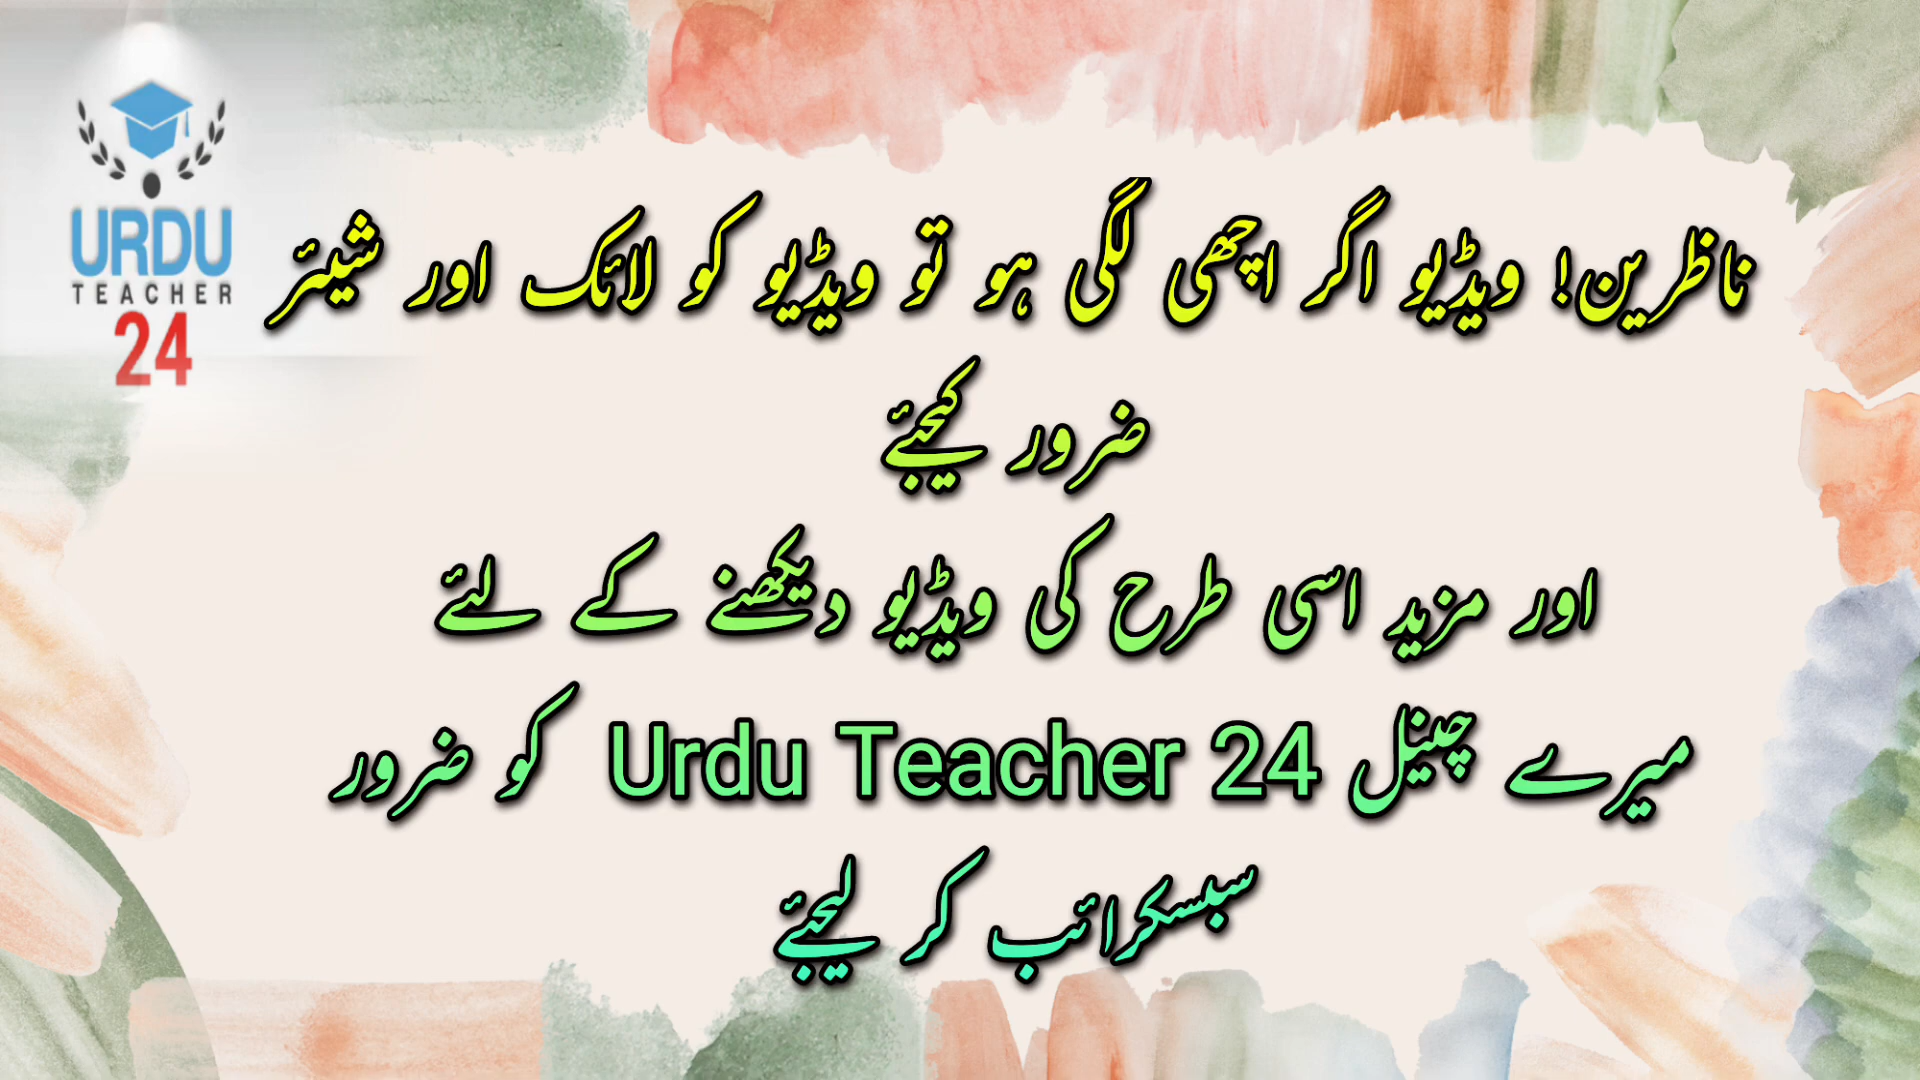 URDU
TEACHER
24
ناظرین! ویڈیو اگر اچھی لگی ہو تو ویڈیو کو لائک اور شیئر
ضرور کیجئے
اور مزید اسی طرح کی ویڈیو دیکھنے کے لئے
میرے چینل Urdu Teacher 24 کو ضرور
سبسکرائب کر لیجئے